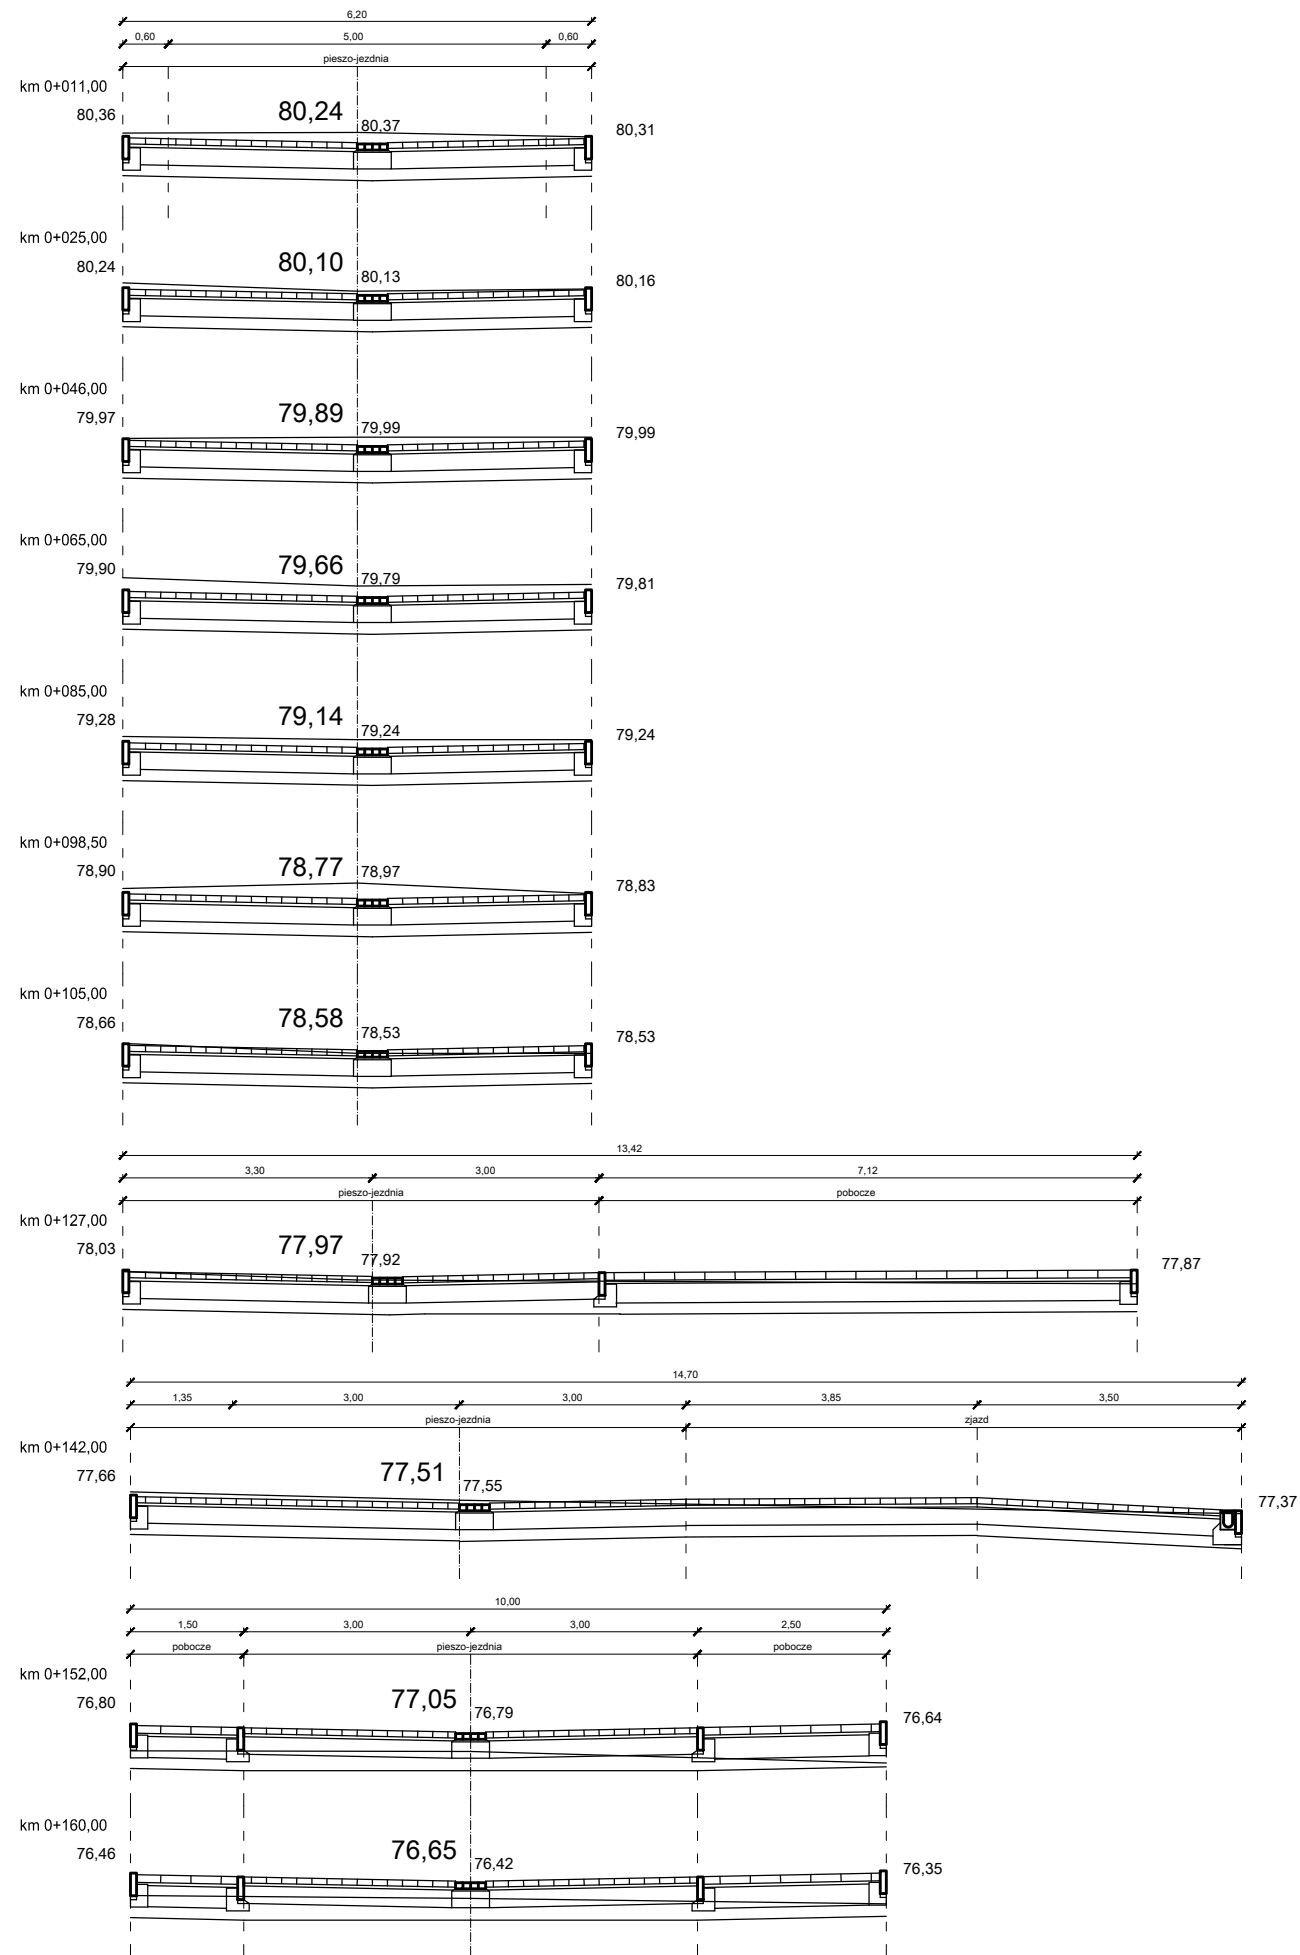 6,20
0,60 5,00 0,60
pieszo-jezdnia
km 0+011,00
80,36 80,24 80,37 80,31
km 0+025,00
80,24 80,10 80,13 80,16
km 0+046,00
79,97 79,89 79,99 79,99
km 0+065,00
79,90 79,66 79,79 79,81
km 0+085,00
79,28 79,14 79,24 79,24
km 0+098,50
78,90 78,77 78,97 78,83
km 0+105,00
78,66 78,58 78,53 78,53
13,42
3,30 3,00 7,12
pieszo-jezdnia pobocze
km 0+127,00
78,03 77,97 77,92 77,87
14,70
1,35 3,00 3,00 3,85 3,50
pieszo-jezdnia zjazd
km 0+142,00
77,66 77,51 77,55 77,37
10,00
1,50 3,00 3,00 2,50
pobocze pieszo-jezdnia pobocze
km 0+152,00
76,80 77,05 76,79 76,64
km 0+160,00
76,46 76,65 76,42 76,35